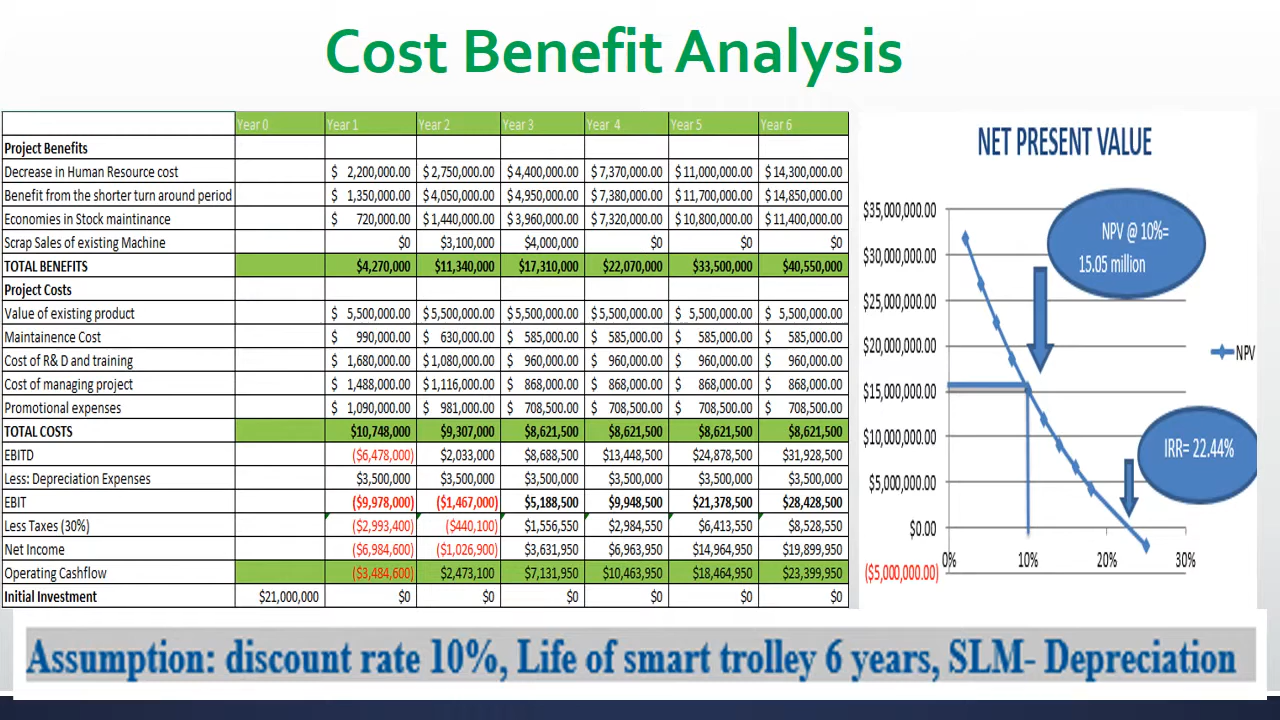 Cost Benefit Analysis
Year 0 Year 1 Year 2 Year 3 Year 4 Year 5 Year 6
Project Benefits
Decrease in Human Resource cost $ 2,200,000.00 $ 2,750,000.00 $ 4,400,000.00 $ 7,370,000.00 $ 11,000,000.00 $ 14,300,000.00
Benefit from the shorter turn around period $ 1,350,000.00 $ 4,050,000.00 $ 4,950,000.00 $ 7,380,000.00 $ 11,700,000.00 $ 14,850,000.00
Economies in Stock maintinance $ 720,000.00 $ 1,440,000.00 $ 3,960,000.00 $ 7,320,000.00 $ 10,800,000.00 $ 11,400,000.00
Scrap Sales of existing Machine $0 $3,100,000 $4,000,000 $0 $0 $0
TOTAL BENEFITS $4,270,000 $11,340,000 $17,310,000 $22,070,000 $33,500,000 $40,550,000
Project Costs
Value of existing product $ 5,500,000.00 $ 5,500,000.00 $ 5,500,000.00 $ 5,500,000.00 $ 5,500,000.00 $ 5,500,000.00
Maintainence Cost $ 990,000.00 $ 630,000.00 $ 585,000.00 $ 585,000.00 $ 585,000.00 $ 585,000.00
Cost of R& D and training $ 1,680,000.00 $ 1,080,000.00 $ 960,000.00 $ 960,000.00 $ 960,000.00 $ 960,000.00
Cost of managing project $ 1,488,000.00 $ 1,116,000.00 $ 868,000.00 $ 868,000.00 $ 868,000.00 $ 868,000.00
Promotional expenses $ 1,090,000.00 $ 981,000.00 $ 708,500.00 $ 708,500.00 $ 708,500.00 $ 708,500.00
TOTAL COSTS $10,748,000 $9,307,000 $8,621,500 $8,621,500 $8,621,500 $8,621,500
EBITD ($6,478,000) $2,033,000 $8,688,500 $13,448,500 $24,878,500 $31,928,500
Less: Depreciation Expenses $3,500,000 $3,500,000 $3,500,000 $3,500,000 $3,500,000 $3,500,000
EBIT ($9,978,000) ($1,467,000) $5,188,500 $9,948,500 $21,378,500 $28,428,500
Less Taxes (30%) ($2,993,400) ($440,100) $1,556,550 $2,984,550 $6,413,550 $8,528,550
Net Income ($6,984,600) ($1,026,900) $3,631,950 $6,963,950 $14,964,950 $19,899,950
Operating Cashflow ($3,484,600) $2,473,100 $7,131,950 $10,463,950 $18,464,950 $23,399,950
Initial Investment $21,000,000 $0 $0 $0 $0 $0 $0
NET PRESENT VALUE
$35,000,000.00
$30,000,000.00
$25,000,000.00
$20,000,000.00
$15,000,000.00
$10,000,000.00
$5,000,000.00
$0.00
($5,000,000.00)
0% 10% 20% 30%
NPV @ 10%=
15.05 million
NPV
IRR= 22.44%
Assumption: discount rate 10%, Life of smart trolley 6 years, SLM- Depreciation